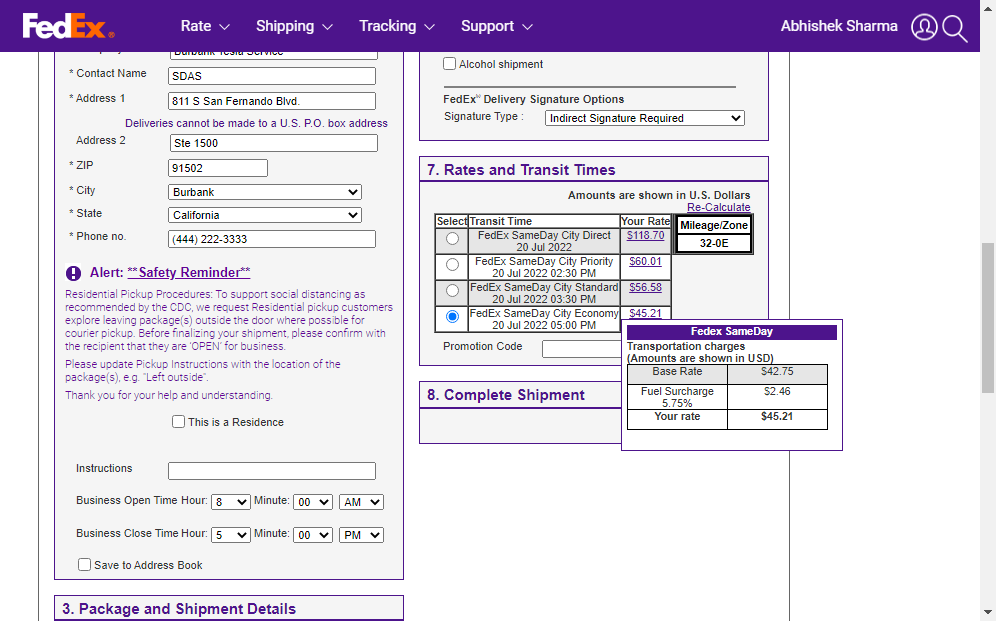 FedEx®
Rate
Shipping
Tracking
Support
Abhishek Sharma
Burbank Tesla Service
* Contact Name
SDAS
* Address 1
811 S San Fernando Blvd.
Deliveries cannot be made to a U.S. P.O. box address
Address 2
Ste 1500
* ZIP
91502
* City
Burbank
* State
California
* Phone no.
(444) 222-3333
Alert: **Safety Reminder**
Residential Pickup Procedures: To support social distancing as
recommended by the CDC, we request Residential pickup customers
explore leaving package(s) outside the door where possible for
courier pickup. Before finalizing your shipment, please confirm with
the recipient that they are 'OPEN' for business.
Please update Pickup Instructions with the location of the
package(s), e.g. "Left outside".
Thank you for your help and understanding.
This is a Residence
Instructions
Business Open Time Hour: 8 Minute: 00 AM
Business Close Time Hour: 5 Minute: 00 PM
Save to Address Book
3. Package and Shipment Details
Alcohol shipment
FedEx® Delivery Signature Options
Signature Type : Indirect Signature Required
7. Rates and Transit Times
Amounts are shown in U.S. Dollars
Re-Calculate
Select Transit Time Your Rate
Mileage/Zone
32-0E
FedEx SameDay City Direct $118.70
20 Jul 2022
FedEx SameDay City Priority $60.01
20 Jul 2022 02:30 PM
FedEx SameDay City Standard $56.58
20 Jul 2022 03:30 PM
FedEx SameDay City Economy $45.21
20 Jul 2022 05:00 PM
Promotion Code
Fedex SameDay
Transportation charges
(Amounts are shown in USD)
Base Rate $42.75
Fuel Surcharge $2.46
5.75%
Your rate $45.21
8. Complete Shipment